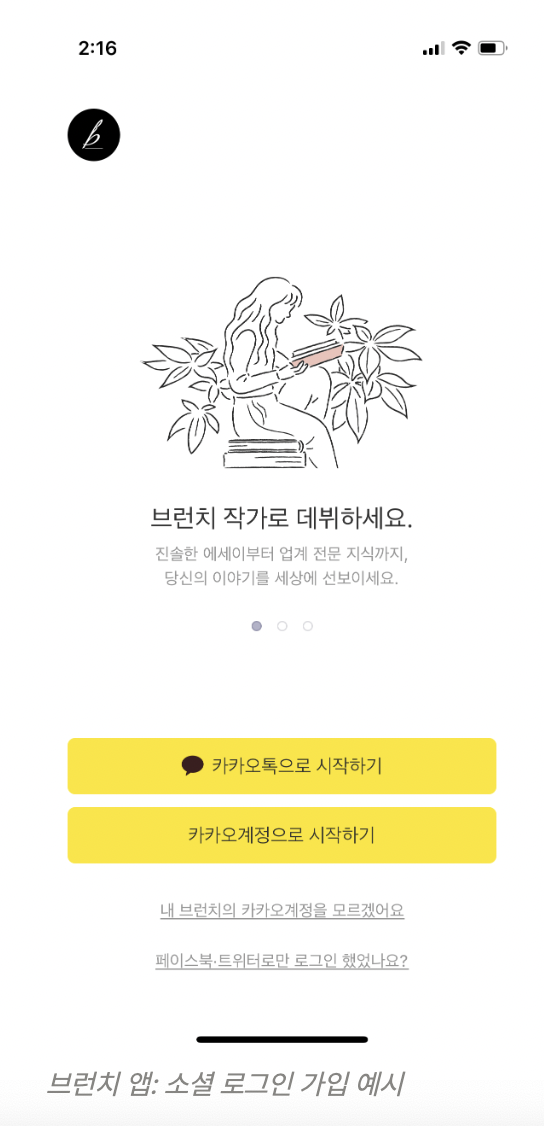 2:16
b
브런치 작가로 데뷔하세요.
진솔한 에세이부터 업계 전문 지식까지,
당신의 이야기를 세상에 선보이세요.
카카오톡으로 시작하기
카카오계정으로 시작하기
내 브런치의 카카오계정을 모르겠어요
페이스북·트위터로만 로그인 했었나요?
브런치 앱: 소셜 로그인 가입 예시